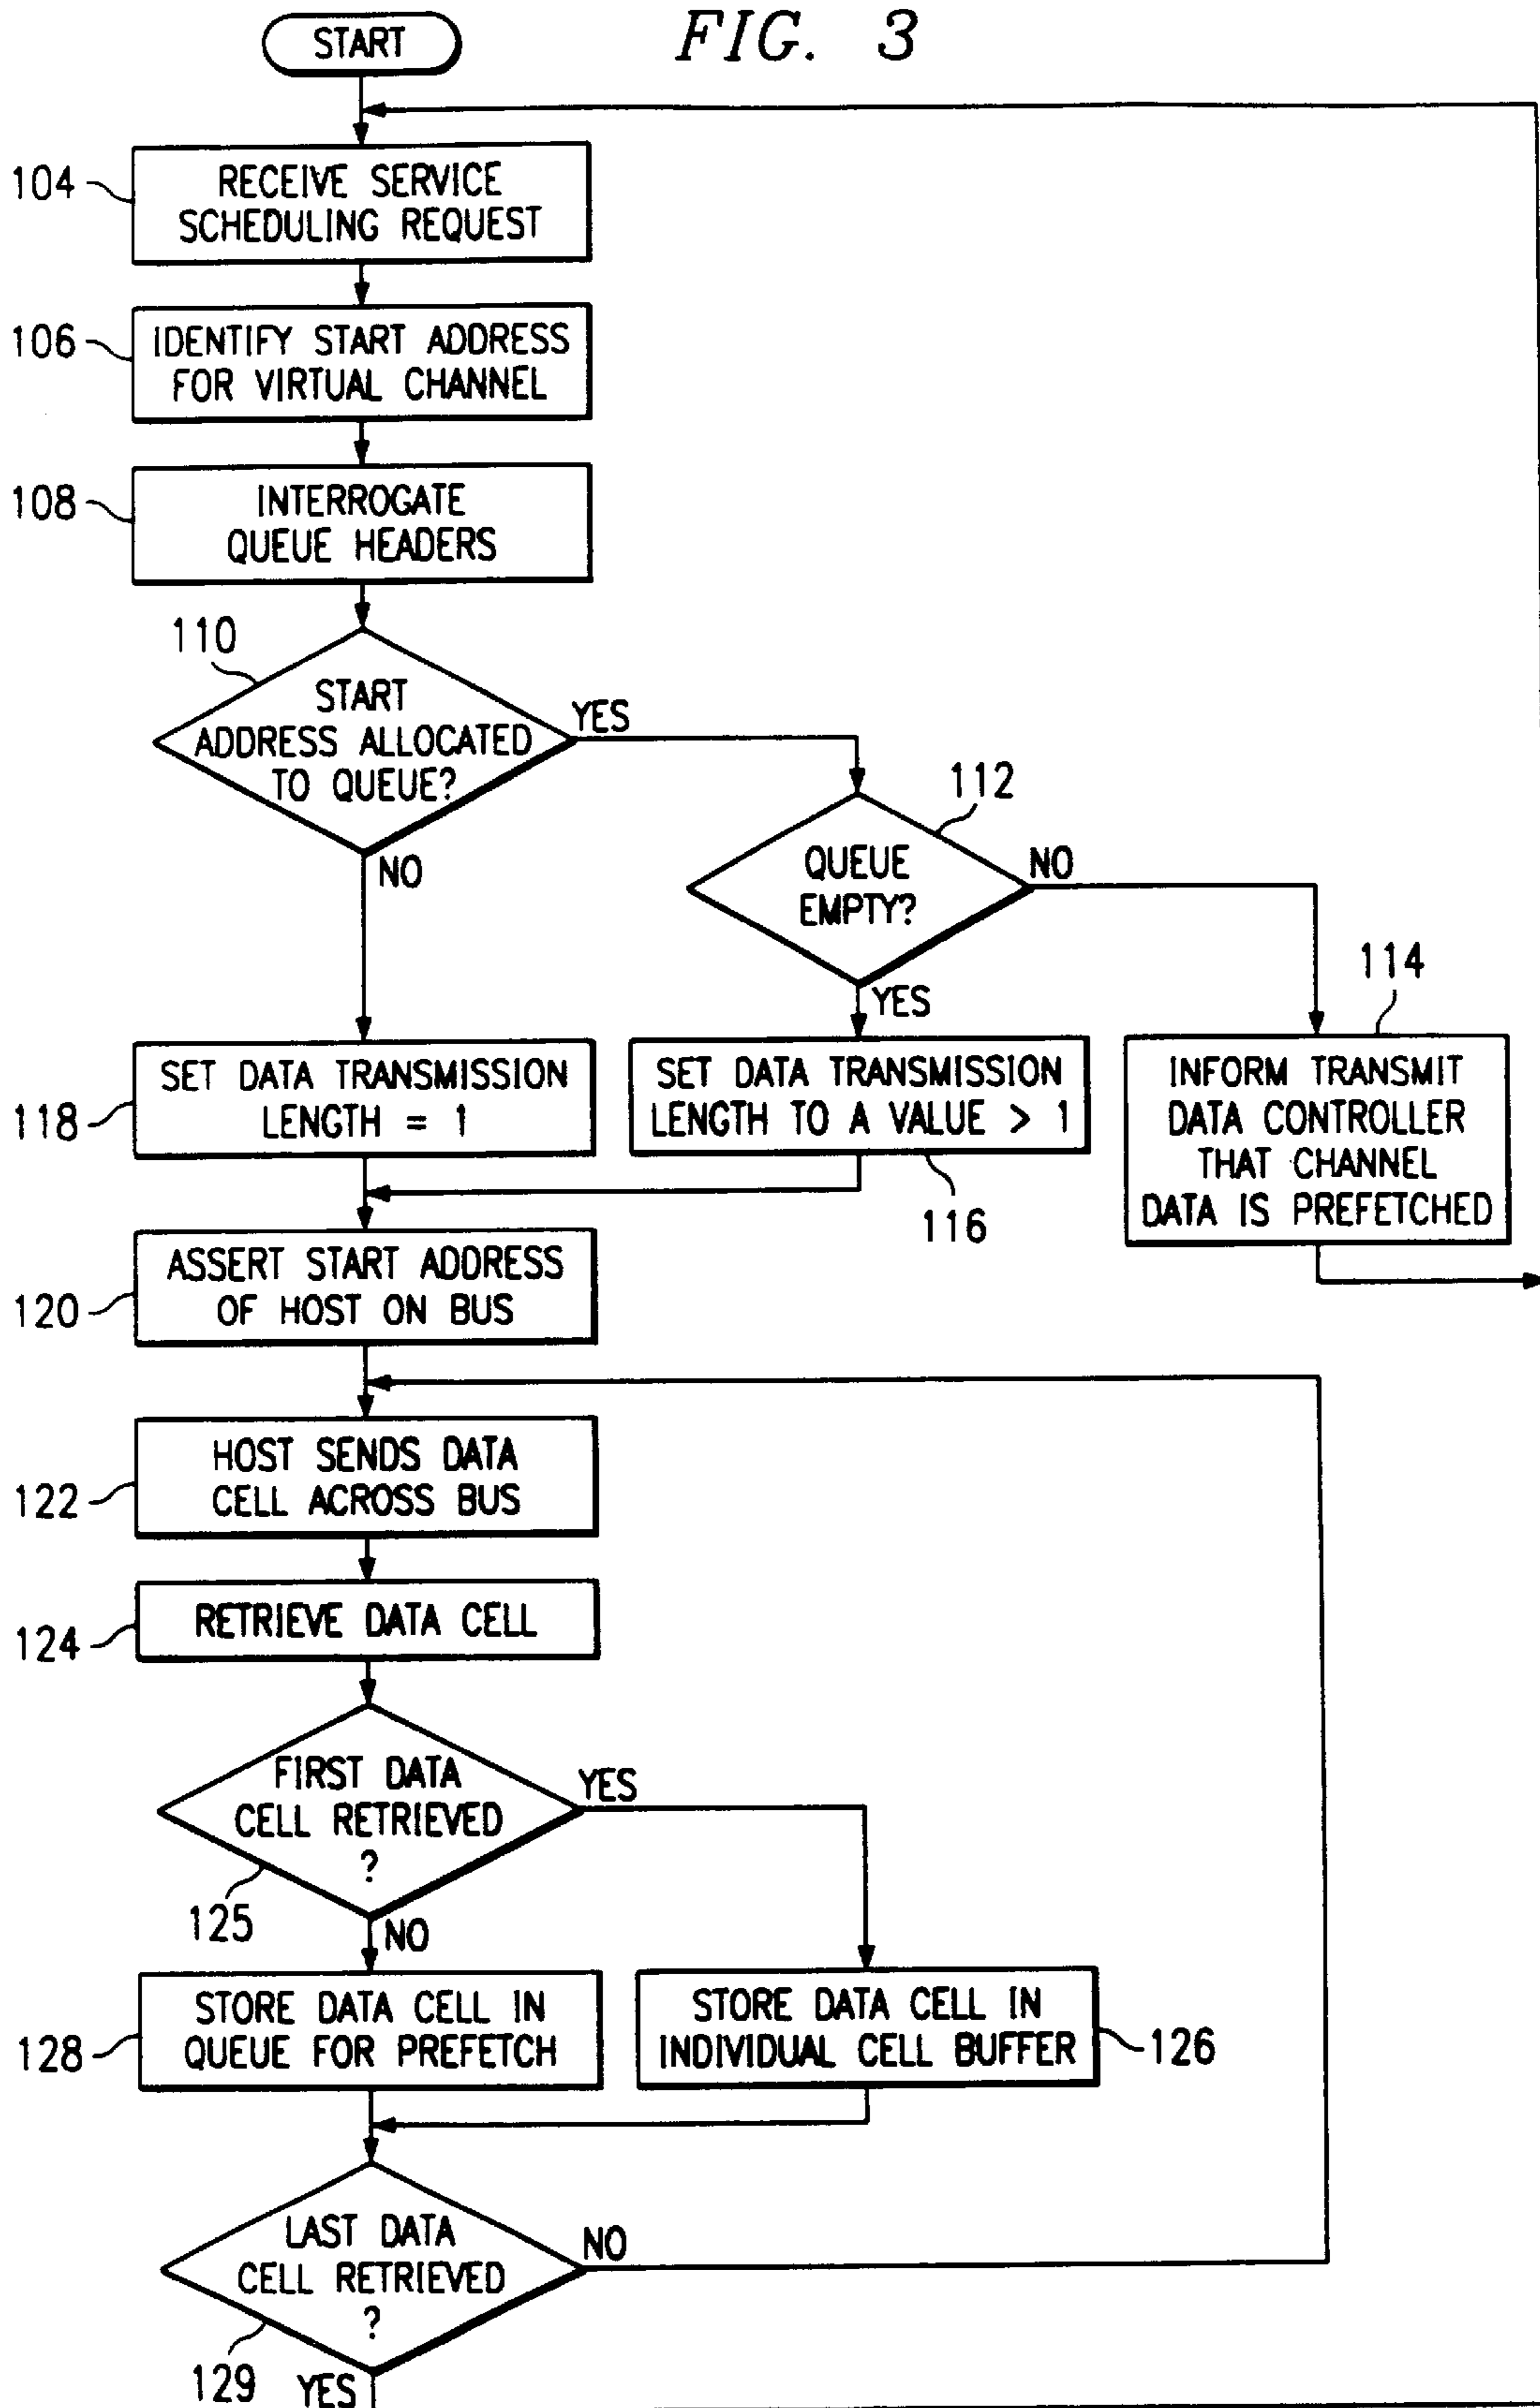 FIG. 3
START
104
RECEIVE SERVICE
SCHEDULING REQUEST
106
IDENTIFY START ADDRESS
FOR VIRTUAL CHANNEL
108
INTERROGATE
QUEUE HEADERS
110
START
ADDRESS ALLOCATED
TO QUEUE?
YES
NO
112
QUEUE
EMPTY?
NO
YES
114
INFORM TRANSMIT
DATA CONTROLLER
THAT CHANNEL
DATA IS PREFETCHED
118
SET DATA TRANSMISSION
LENGTH = 1
SET DATA TRANSMISSION
LENGTH TO A VALUE > 1
116
120
ASSERT START ADDRESS
OF HOST ON BUS
122
HOST SENDS DATA
CELL ACROSS BUS
124
RETRIEVE DATA CELL
FIRST DATA
CELL RETRIEVED
?
YES
125
NO
128
STORE DATA CELL IN
QUEUE FOR PREFETCH
STORE DATA CELL IN
INDIVIDUAL CELL BUFFER
126
LAST DATA
CELL RETRIEVED
?
NO
129
YES